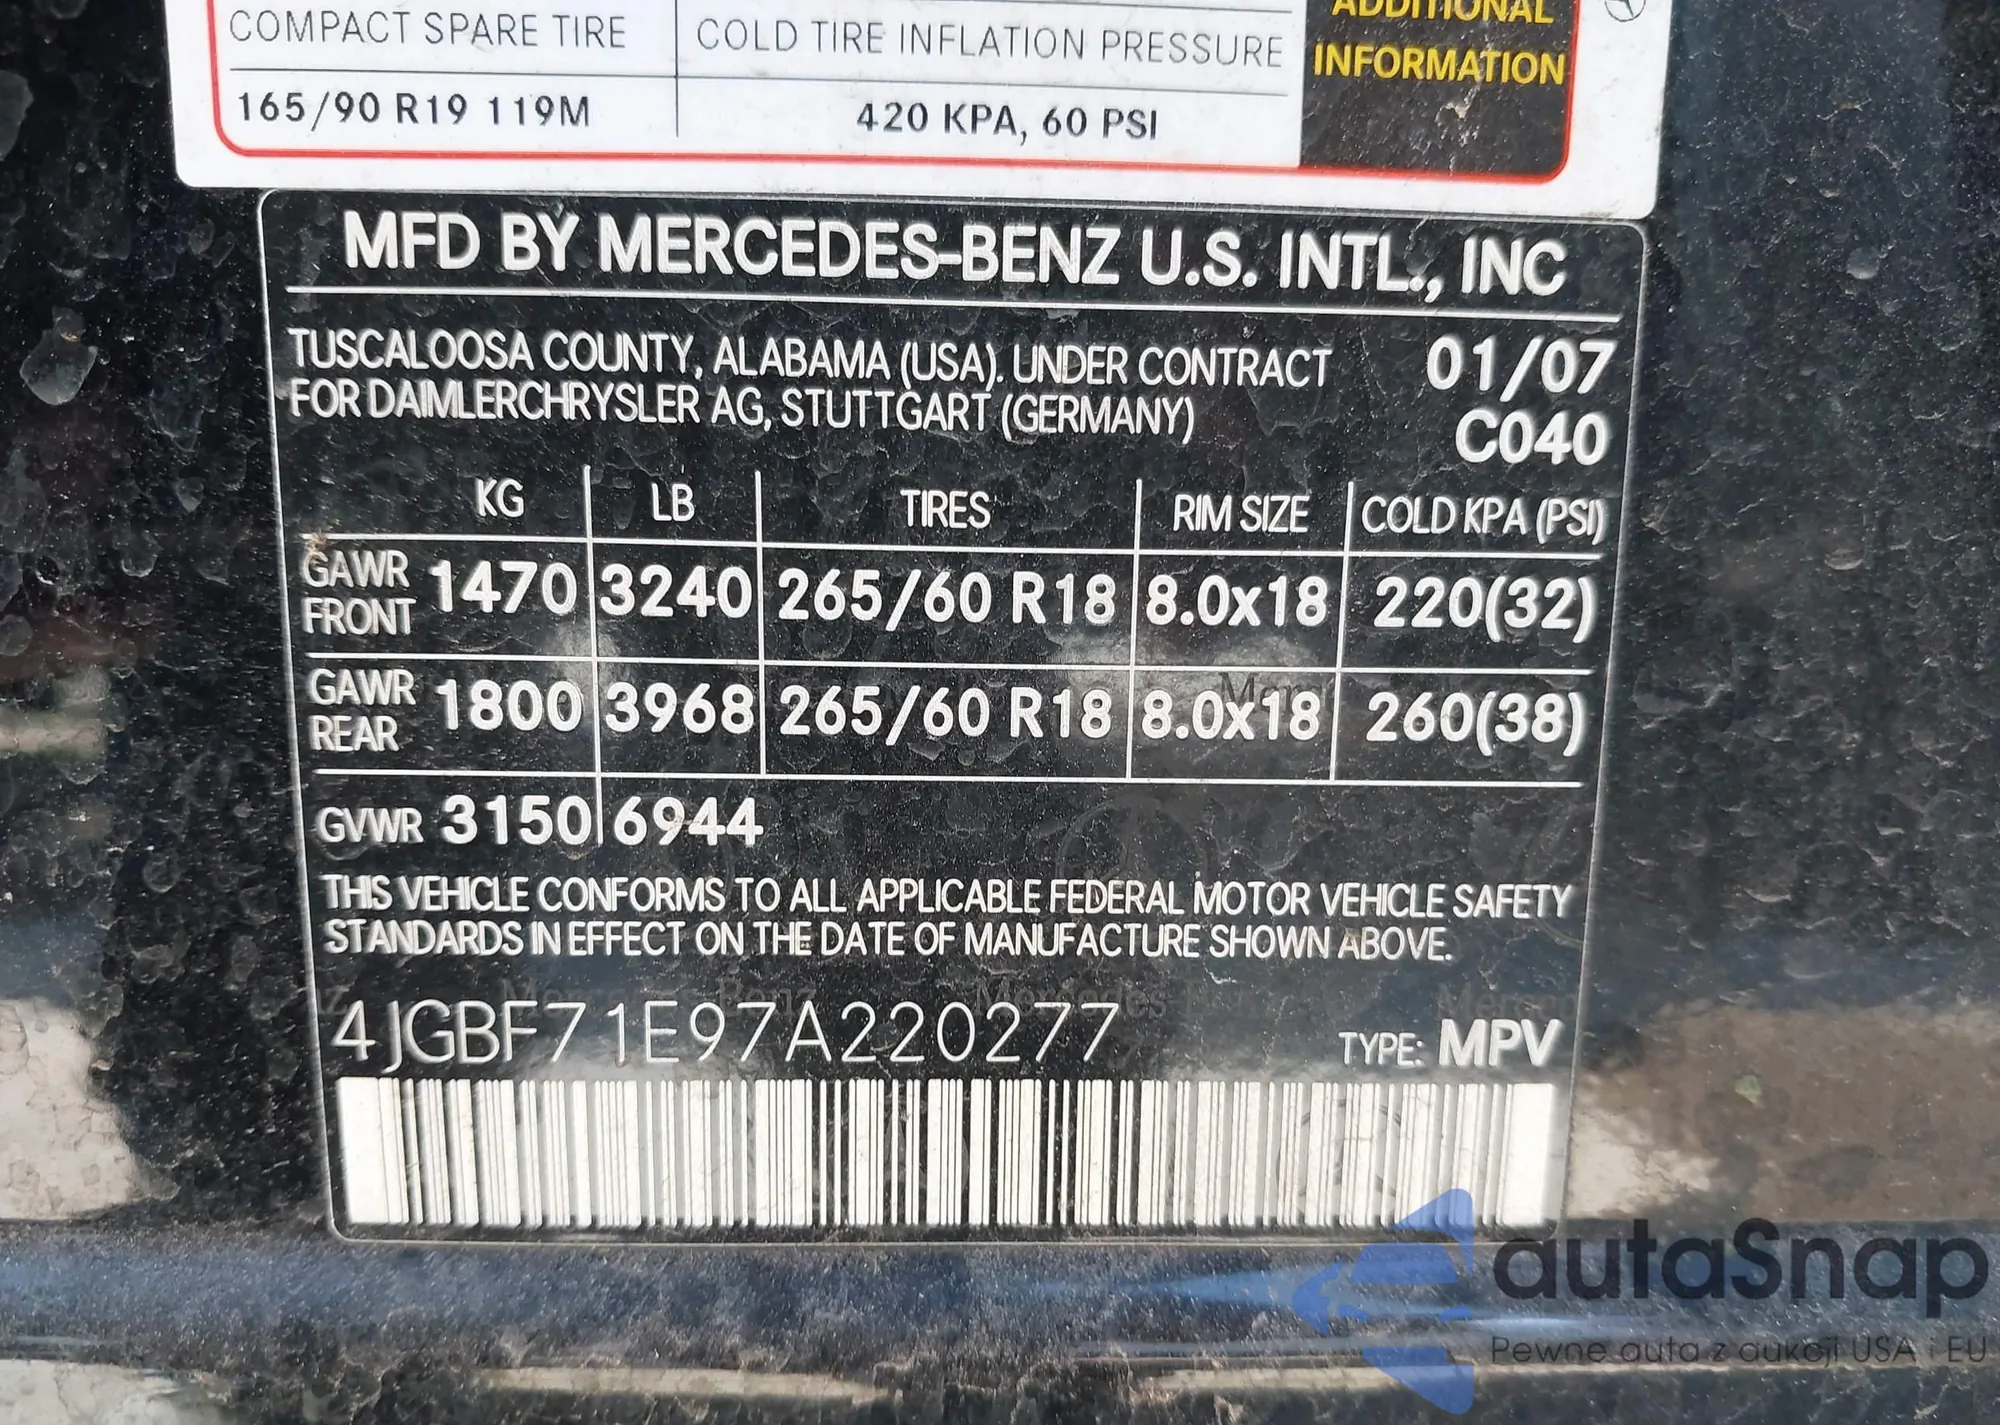 ADDITIONAL
INFORMATION
COMPACT SPARE TIRE COLD TIRE INFLATION PRESSURE
165/90 R19 119M 420 KPA, 60 PSI
MFD BY MERCEDES-BENZ U.S. INTL., INC
TUSCALOOSA COUNTY, ALABAMA (USA). UNDER CONTRACT 01/07
FOR DAIMLERCHRYSLER AG, STUTTGART (GERMANY) C040
KG LB TIRES RIM SIZE COLD KPA (PSI)
GAWR FRONT 1470 3240 265/60 R18 8.0x18 220(32)
GAWR REAR 1800 3968 265/60 R18 8.0x18 260(38)
GVWR 3150 6944
THIS VEHICLE CONFORMS TO ALL APPLICABLE FEDERAL MOTOR VEHICLE SAFETY
STANDARDS IN EFFECT ON THE DATE OF MANUFACTURE SHOWN ABOVE.
4JGBF71E97A220277 TYPE: MPV
autaSnap
Pewne auta z aukcji USA i EU